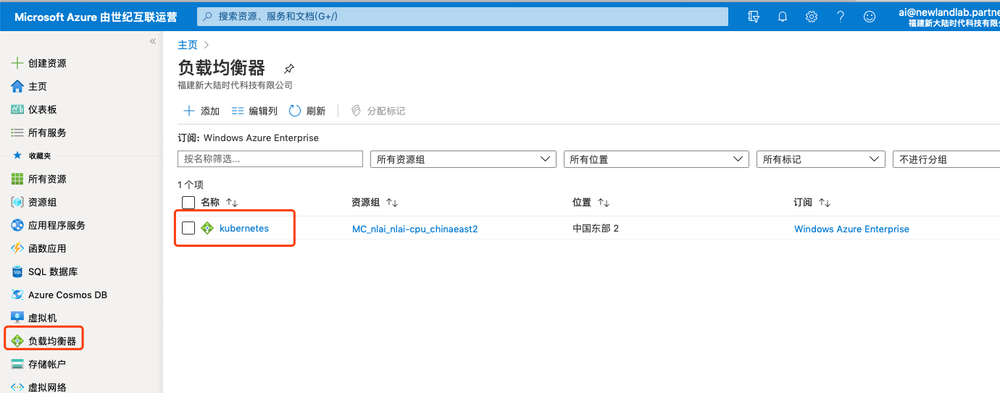 Microsoft Azure 由世纪互联运营
搜索资源、服务和文档(G+/)
ai@newlandlab.partne
福建新大陆时代科技有限公
创建资源
主页
仪表板
所有服务
收藏夹
所有资源
资源组
应用程序服务
函数应用
SQL 数据库
Azure Cosmos DB
虚拟机
负载均衡器
存储帐户
虚拟网络
主页
负载均衡器
福建新大陆时代科技有限公司
添加 编辑列 刷新 分配标记
订阅: Windows Azure Enterprise
按名称筛选... 所有资源组 所有位置 所有标记 不进行分组
1 个项
名称 资源组 位置 订阅
kubernetes MC_nlai_nlai-cpu_chinaeast2 中国东部 2 Windows Azure Enterprise